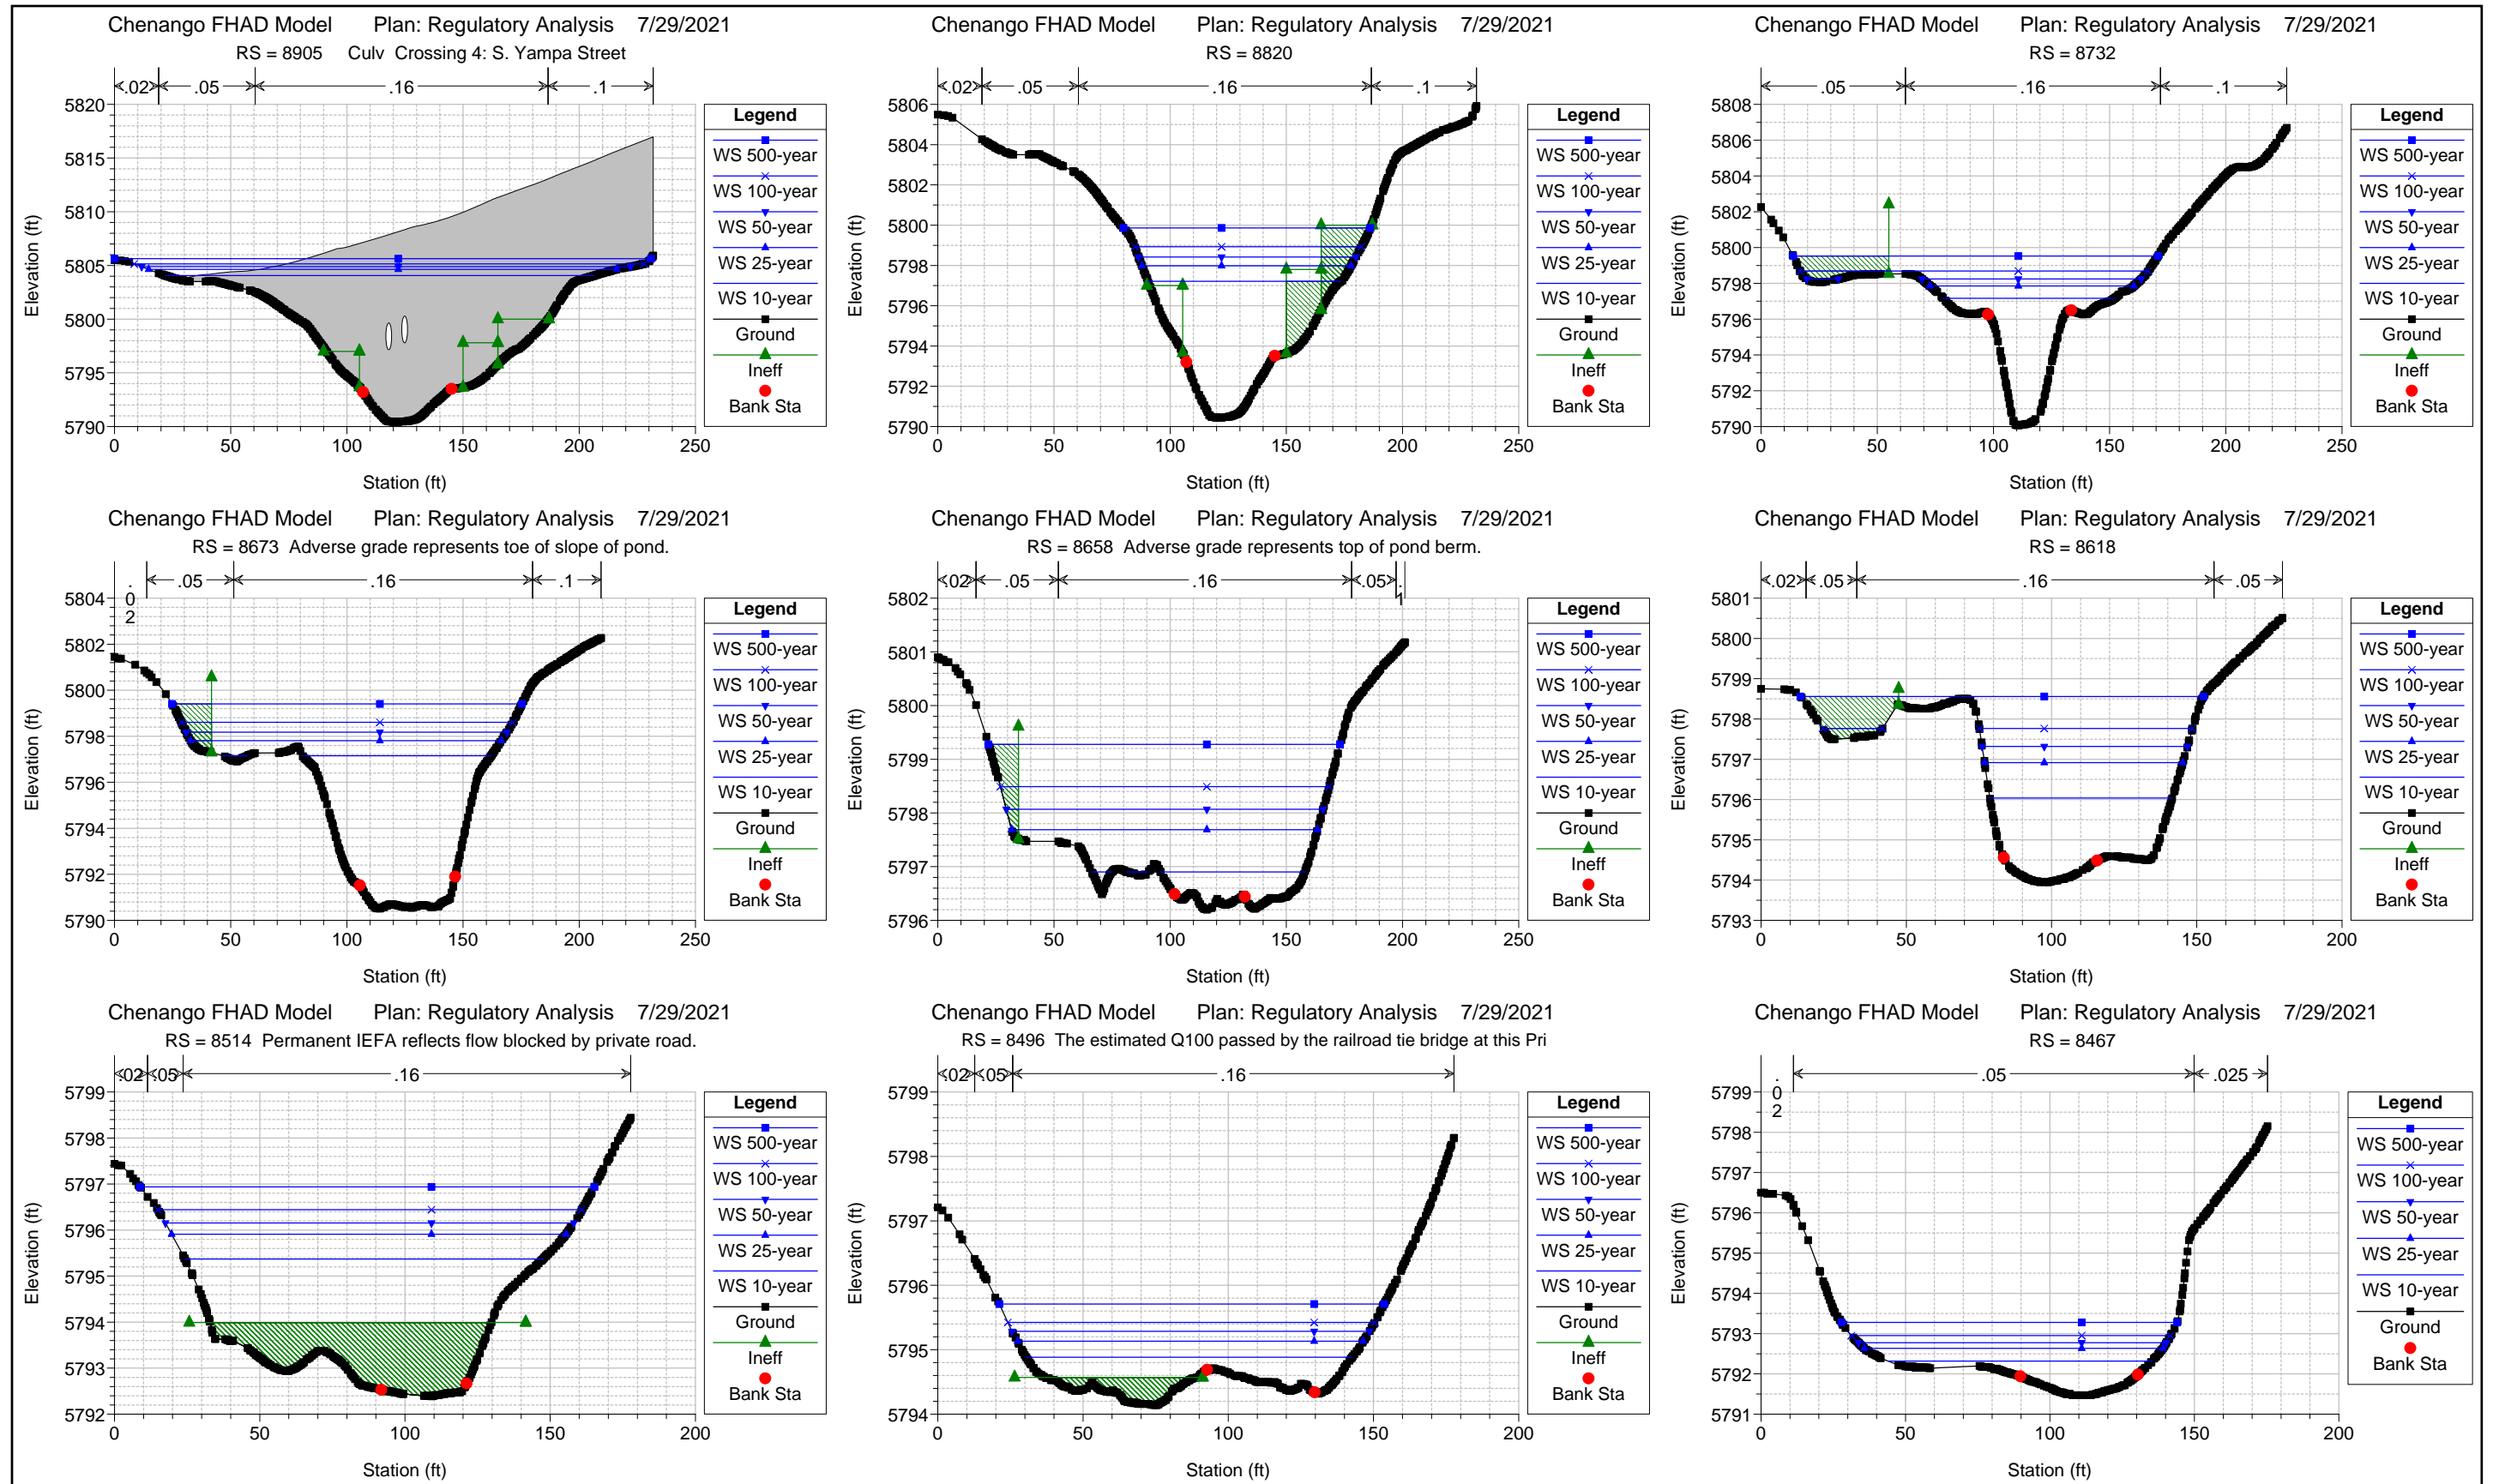 Chenango FHAD Model Plan: Regulatory Analysis 7/29/2021
RS = 8905 Culv Crossing 4: S. Yampa Street
.02 .05 .16 .1
Elevation (ft)
5820
5815
5810
5805
5800
5795
5790
0 50 100 150 200 250
Station (ft)
Legend
WS 500-year
WS 100-year
WS 50-year
WS 25-year
WS 10-year
Ground
Ineff
Bank Sta
Chenango FHAD Model Plan: Regulatory Analysis 7/29/2021
RS = 8820
.02 .05 .16 .1
Elevation (ft)
5806
5804
5802
5800
5798
5796
5794
5792
5790
0 50 100 150 200 250
Station (ft)
Legend
WS 500-year
WS 100-year
WS 50-year
WS 25-year
WS 10-year
Ground
Ineff
Bank Sta
Chenango FHAD Model Plan: Regulatory Analysis 7/29/2021
RS = 8732
.05 .16 .1
Elevation (ft)
5808
5806
5804
5802
5800
5798
5796
5794
5792
5790
0 50 100 150 200 250
Station (ft)
Legend
WS 500-year
WS 100-year
WS 50-year
WS 25-year
WS 10-year
Ground
Ineff
Bank Sta
Chenango FHAD Model Plan: Regulatory Analysis 7/29/2021
RS = 8673 Adverse grade represents toe of slope of pond.
.02 .05 .16 .1
Elevation (ft)
5804
5802
5800
5798
5796
5794
5792
5790
0 50 100 150 200 250
Station (ft)
Legend
WS 500-year
WS 100-year
WS 50-year
WS 25-year
WS 10-year
Ground
Ineff
Bank Sta
Chenango FHAD Model Plan: Regulatory Analysis 7/29/2021
RS = 8658 Adverse grade represents top of pond berm.
.02 .05 .16 .05 .
Elevation (ft)
5802
5801
5800
5799
5798
5797
5796
0 50 100 150 200 250
Station (ft)
Legend
WS 500-year
WS 100-year
WS 50-year
WS 25-year
WS 10-year
Ground
Ineff
Bank Sta
Chenango FHAD Model Plan: Regulatory Analysis 7/29/2021
RS = 8618
.02 .05 .16 .05
Elevation (ft)
5801
5800
5799
5798
5797
5796
5795
5794
5793
0 50 100 150 200
Station (ft)
Legend
WS 500-year
WS 100-year
WS 50-year
WS 25-year
WS 10-year
Ground
Ineff
Bank Sta
Chenango FHAD Model Plan: Regulatory Analysis 7/29/2021
RS = 8514 Permanent IEFA reflects flow blocked by private road.
.02 .05 .16
Elevation (ft)
5799
5798
5797
5796
5795
5794
5793
5792
0 50 100 150 200
Station (ft)
Legend
WS 500-year
WS 100-year
WS 50-year
WS 25-year
WS 10-year
Ground
Ineff
Bank Sta
Chenango FHAD Model Plan: Regulatory Analysis 7/29/2021
RS = 8496 The estimated Q100 passed by the railroad tie bridge at this Pri
.02 .05 .16
Elevation (ft)
5799
5798
5797
5796
5795
5794
0 50 100 150 200
Station (ft)
Legend
WS 500-year
WS 100-year
WS 50-year
WS 25-year
WS 10-year
Ground
Ineff
Bank Sta
Chenango FHAD Model Plan: Regulatory Analysis 7/29/2021
RS = 8467
.02 .05 .025
Elevation (ft)
5799
5798
5797
5796
5795
5794
5793
5792
5791
0 50 100 150 200
Station (ft)
Legend
WS 500-year
WS 100-year
WS 50-year
WS 25-year
WS 10-year
Ground
Bank Sta